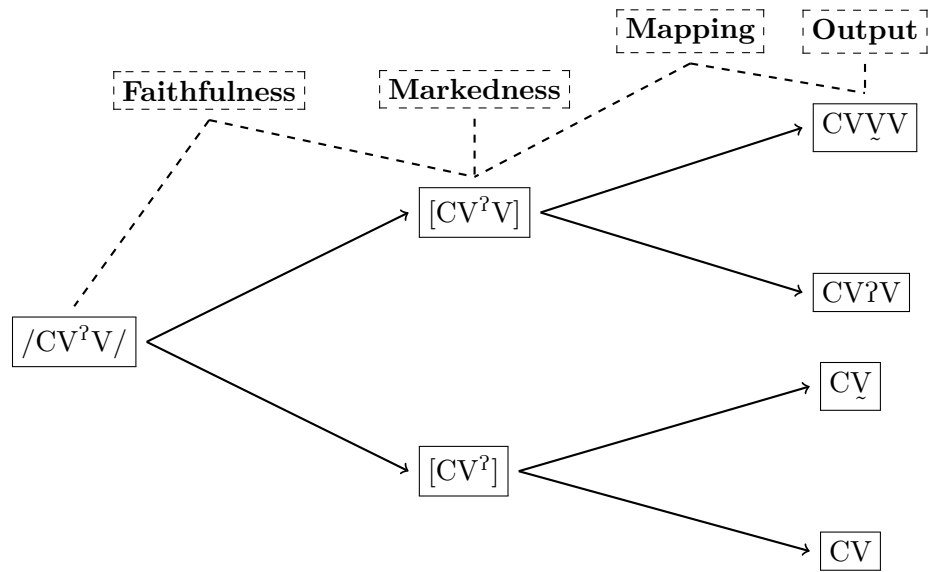 Mapping
Output
Faithfulness
Markedness
CVV̰V
[CVˀV]
CVʔV
/CVˀV/
CV̰
[CVˀ]
CV